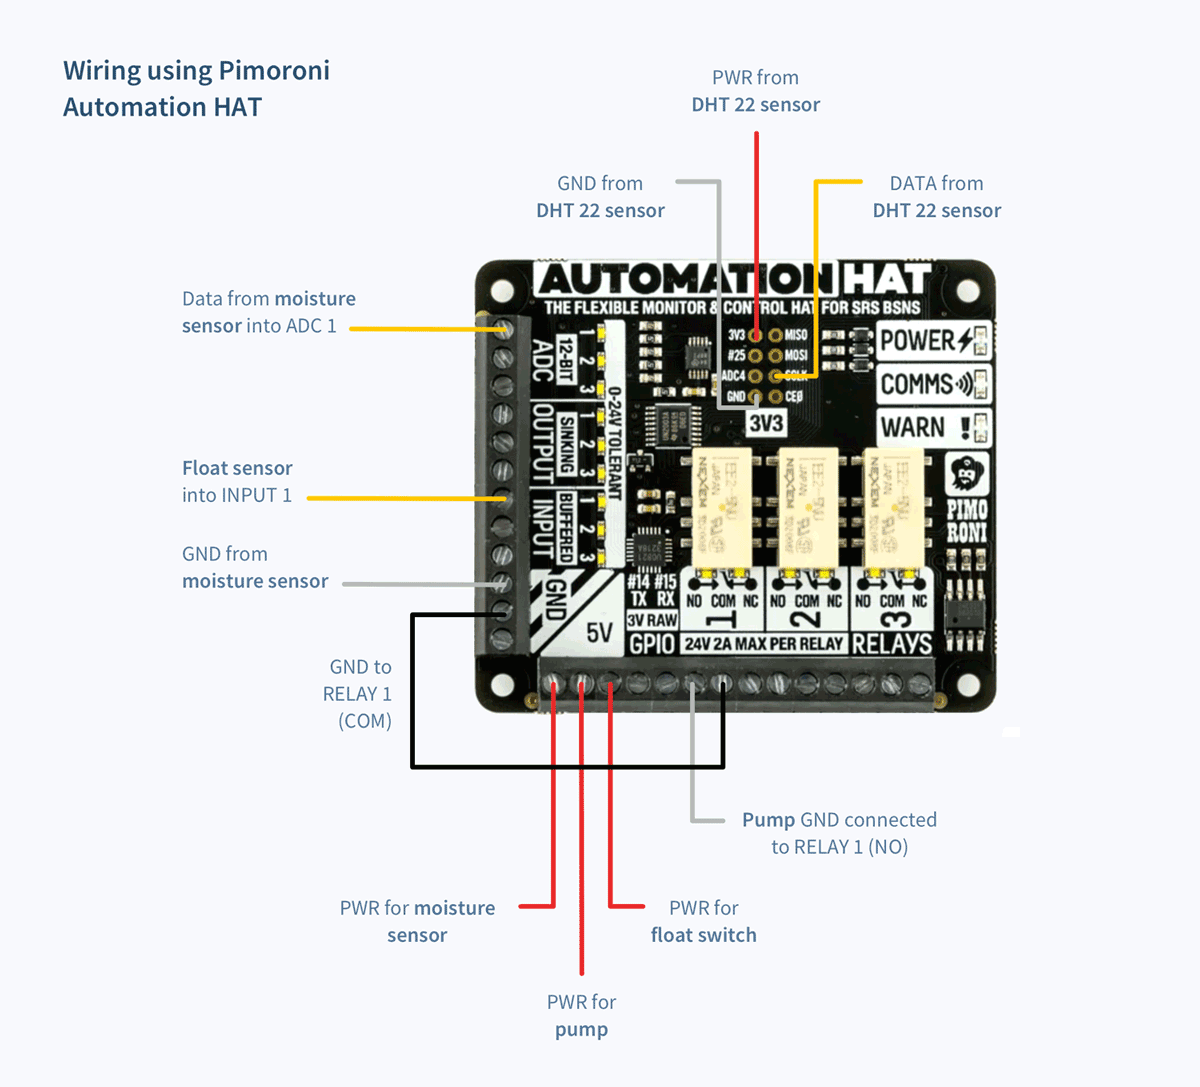 Wiring using Pimoroni
Automation HAT
PWR from
DHT 22 sensor
GND from
DHT 22 sensor
DATA from
DHT 22 sensor
Data from moisture
sensor into ADC 1
Float sensor
into INPUT 1
GND from
moisture sensor
GND to
RELAY 1
(COM)
AUTOMATION HAT
THE FLEXIBLE MONITOR & CONTROL HAT FOR SRS BSNS
3V3 MISO
#25 MOSI
ADC4 SCLK
GND CE0
3V3
POWER
COMMS
WARN !
PIMO
RONI
12-BIT
ADC
1
2
3
SINKING
OUTPUT
1
2
3
BUFFERED
INPUT
1
2
3
0-24V TOLERANT
GND
5V
#14 #15
TX RX
3V RAW
GPIO
NEXEM
JAPAN
NEXEM
JAPAN
NEXEM
JAPAN
NO COM NC
NO COM NC
NO COM NC
1
2
3
24V 2A MAX PER RELAY
RELAYS
Pump GND connected
to RELAY 1 (NO)
PWR for moisture
sensor
PWR for
float switch
PWR for
pump